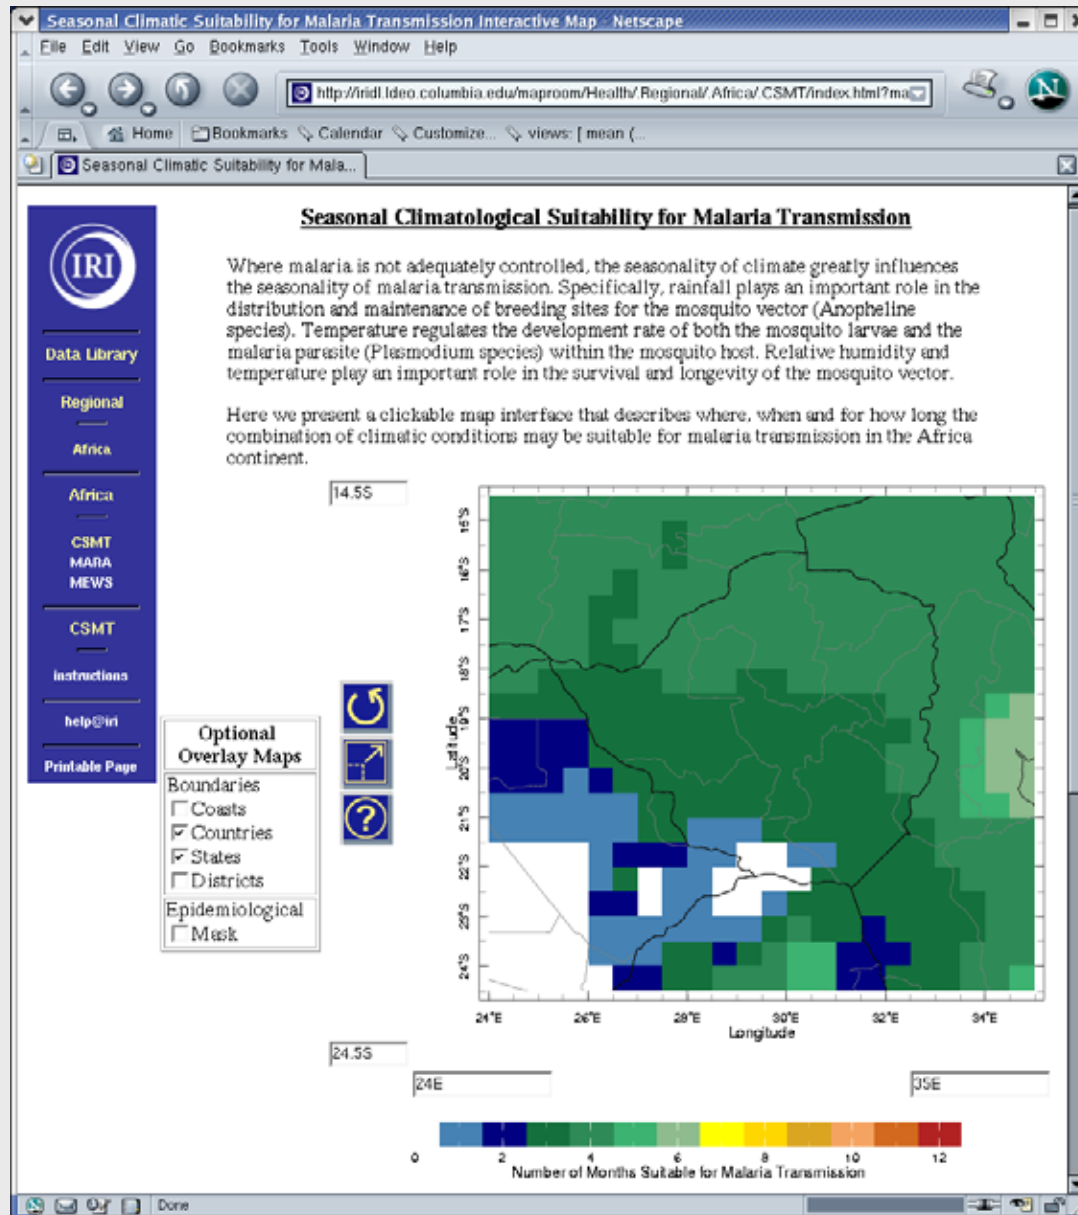 Seasonal Climatic Suitability for Malaria Transmission Interactive Map - Netscape
File Edit View Go Bookmarks Tools Window Help
http://iridl.ldeo.columbia.edu/maproom/Health/.Regional/.Africa/.CSMT/index.html?ma
N
Home Bookmarks Calendar Customize... views: [ mean (...
Seasonal Climatic Suitability for Mala...
IRI
Data Library
Regional
Africa
Africa
CSMT
MARA
MEWS
CSMT
instructions
help@iri
Printable Page
Seasonal Climatological Suitability for Malaria Transmission
Where malaria is not adequately controlled, the seasonality of climate greatly influences
the seasonality of malaria transmission. Specifically, rainfall plays an important role in the
distribution and maintenance of breeding sites for the mosquito vector (Anopheline
species). Temperature regulates the development rate of both the mosquito larvae and the
malaria parasite (Plasmodium species) within the mosquito host. Relative humidity and
temperature play an important role in the survival and longevity of the mosquito vector.
Here we present a clickable map interface that describes where, when and for how long the
combination of climatic conditions may be suitable for malaria transmission in the Africa
continent.
14.5S
Optional
Overlay Maps
Boundaries
Coasts
Countries
States
Districts
Epidemiological
Mask
?
Latitude
15°S
16°S
17°S
18°S
19°S
20°S
21°S
22°S
23°S
24°S
24°E 26°E 28°E 30°E 32°E 34°E
Longitude
24.5S
24E 35E
0 2 4 6 8 10 12
Number of Months Suitable for Malaria Transmission
Done